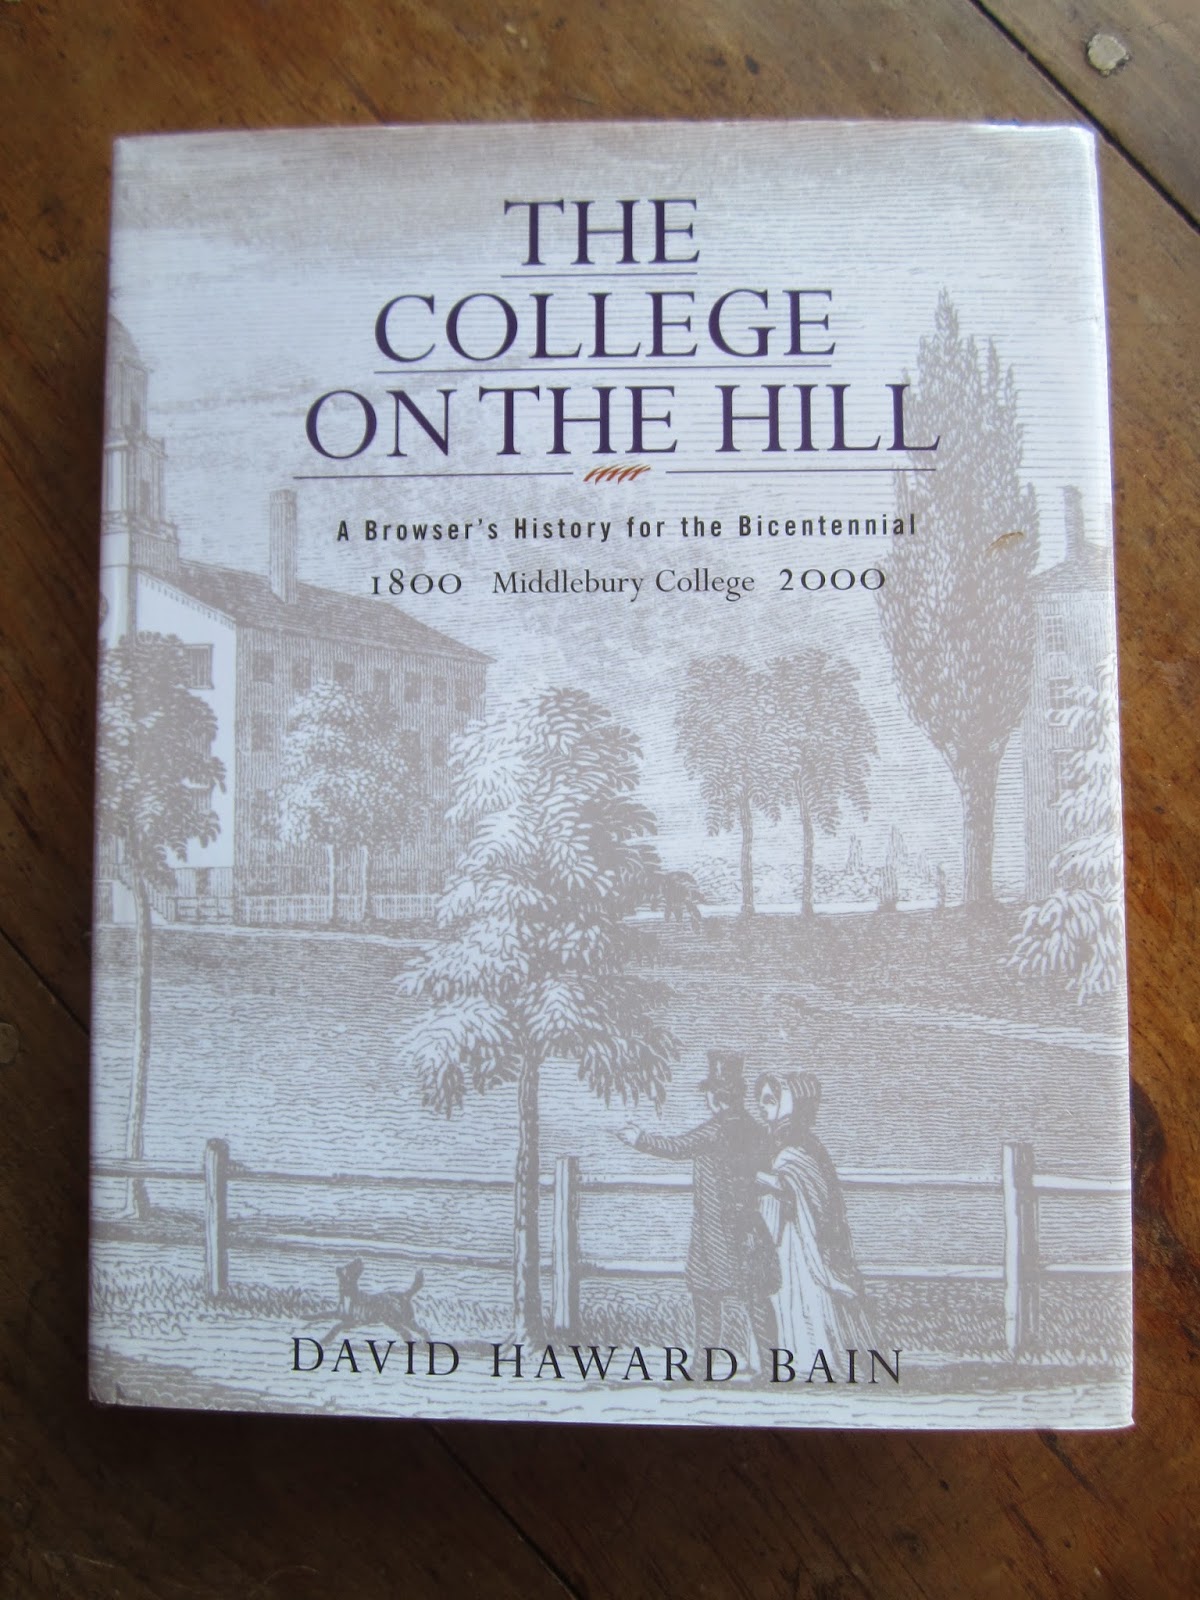 THE
COLLEGE
ON THE HILL
A Browser's History for the Bicentennial
1800 Middlebury College 2000
DAVID HAWARD BAIN